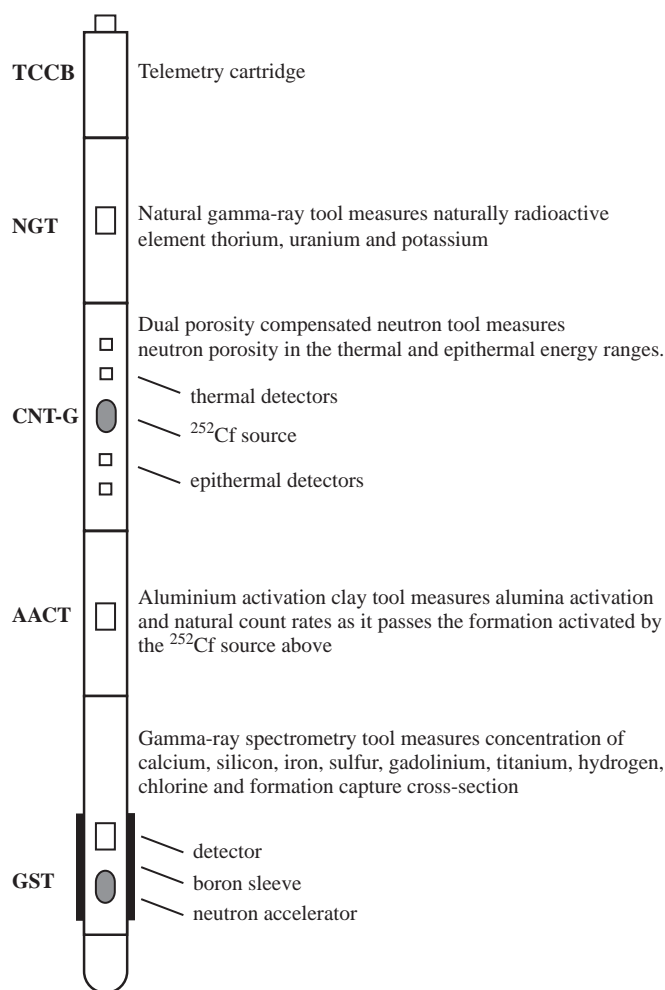 TCCB
Telemetry cartridge
NGT
Natural gamma-ray tool measures naturally radioactive
element thorium, uranium and potassium
Dual porosity compensated neutron tool measures
neutron porosity in the thermal and epithermal energy ranges.
thermal detectors
CNT-G
²⁵²Cf source
epithermal detectors
AACT
Aluminium activation clay tool measures alumina activation
and natural count rates as it passes the formation activated by
the ²⁵²Cf source above
Gamma-ray spectrometry tool measures concentration of
calcium, silicon, iron, sulfur, gadolinium, titanium, hydrogen,
chlorine and formation capture cross-section
detector
GST
boron sleeve
neutron accelerator